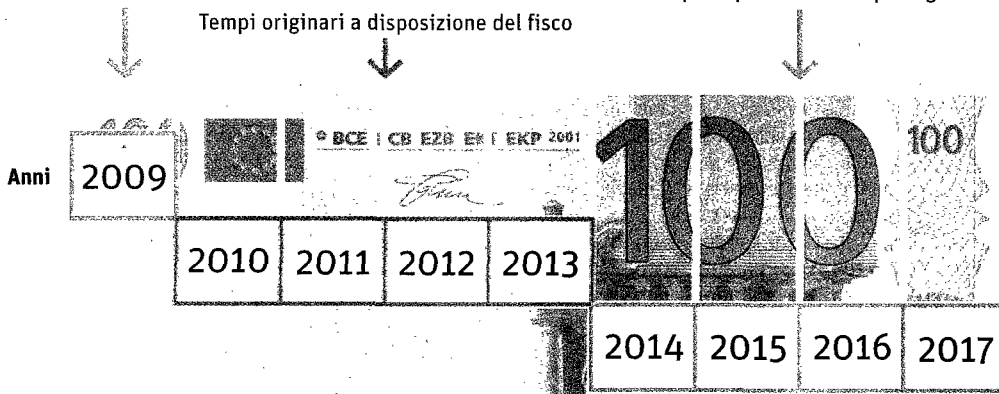 Tempi originari a disposizione del fisco
© BCE CB EZB EKT EKP 2001
100
100
Anni
2009
2010 2011 2012 2013
2014 2015 2016 2017